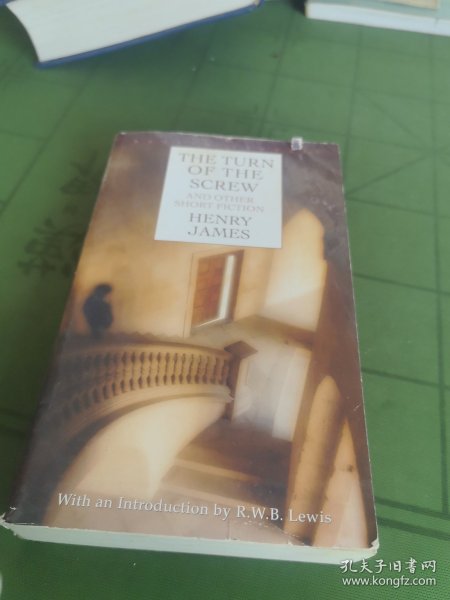 THE TURN
OF THE
SCREW
AND OTHER
SHORT FICTION
HENRY
JAMES
With an Introduction by R.W.B. Lewis
孔夫子旧书网
www.kongfz.com